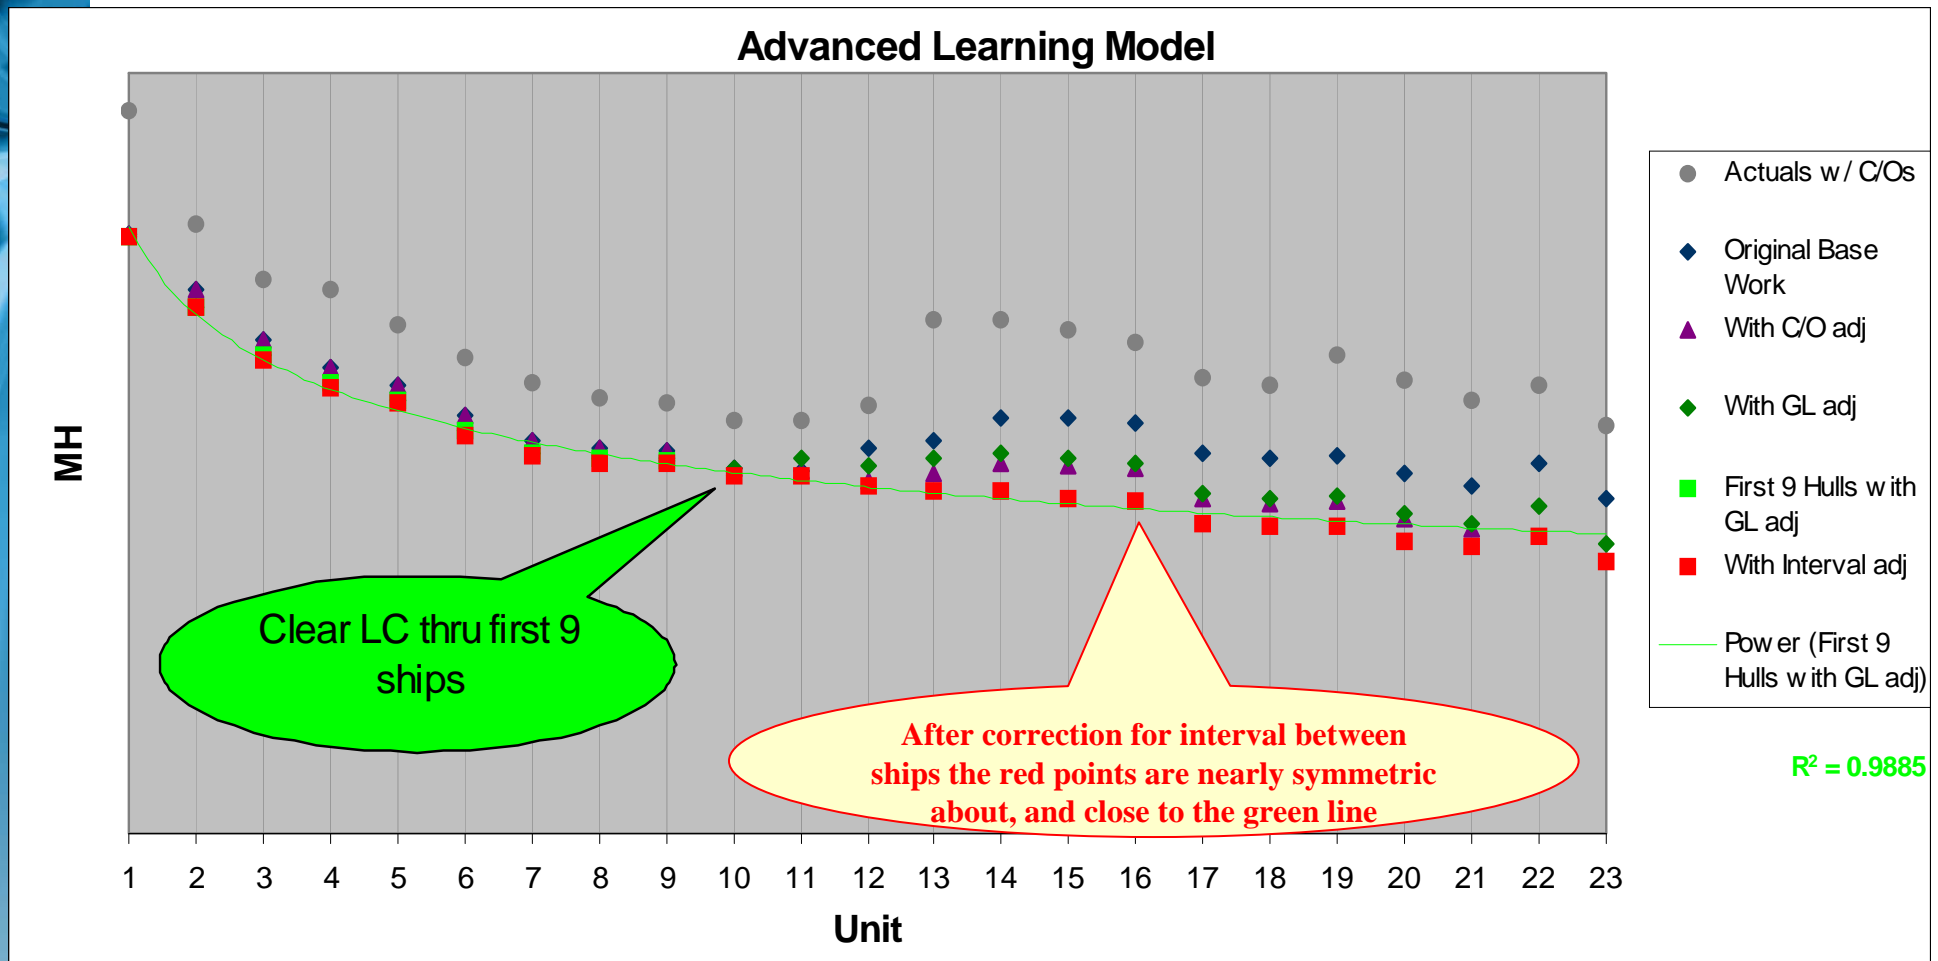 Advanced Learning Model
MH
Clear LC thru first 9
ships
After correction for interval between
ships the red points are nearly symmetric
about, and close to the green line
1 2 3 4 5 6 7 8 9 10 11 12 13 14 15 16 17 18 19 20 21 22 23
Unit
Actuals w/ C/Os
Original Base
Work
With C/O adj
With GL adj
First 9 Hulls with
GL adj
With Interval adj
Power (First 9
Hulls with GL adj)
R² = 0.9885